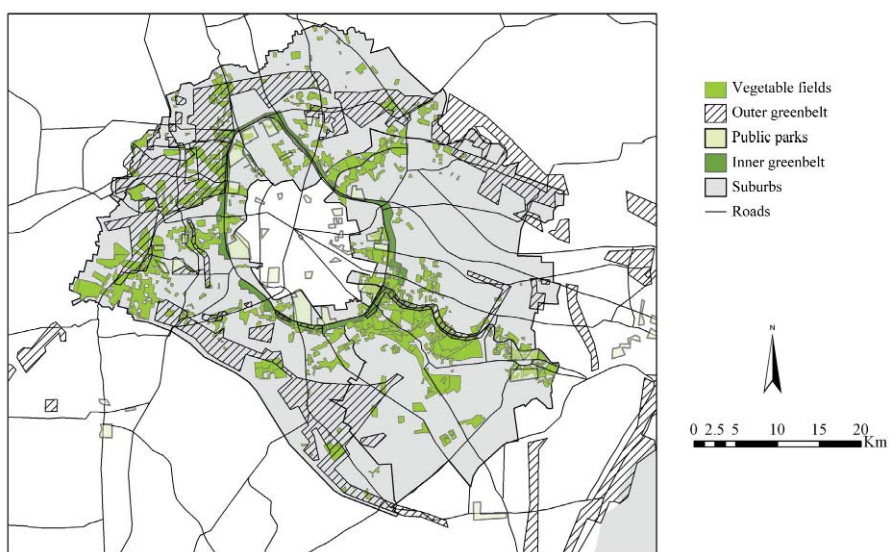 Vegetable fields
Outer greenbelt
Public parks
Inner greenbelt
Suburbs
Roads
N
0 2.5 5 10 15 20
Km